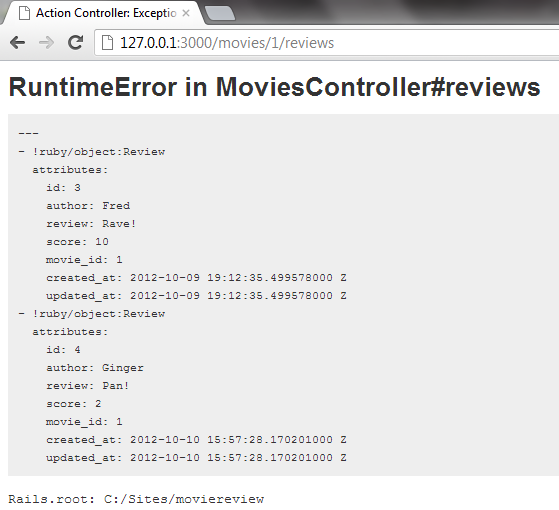 Action Controller: Exceptio
127.0.0.1:3000/movies/1/reviews
RuntimeError in MoviesController#reviews
---
- !ruby/object:Review
attributes:
id: 3
author: Fred
review: Rave!
score: 10
movie_id: 1
created_at: 2012-10-09 19:12:35.499578000 Z
updated_at: 2012-10-09 19:12:35.499578000 Z
- !ruby/object:Review
attributes:
id: 4
author: Ginger
review: Pan!
score: 2
movie_id: 1
created_at: 2012-10-10 15:57:28.170201000 Z
updated_at: 2012-10-10 15:57:28.170201000 Z
Rails.root: C:/Sites/moviereview